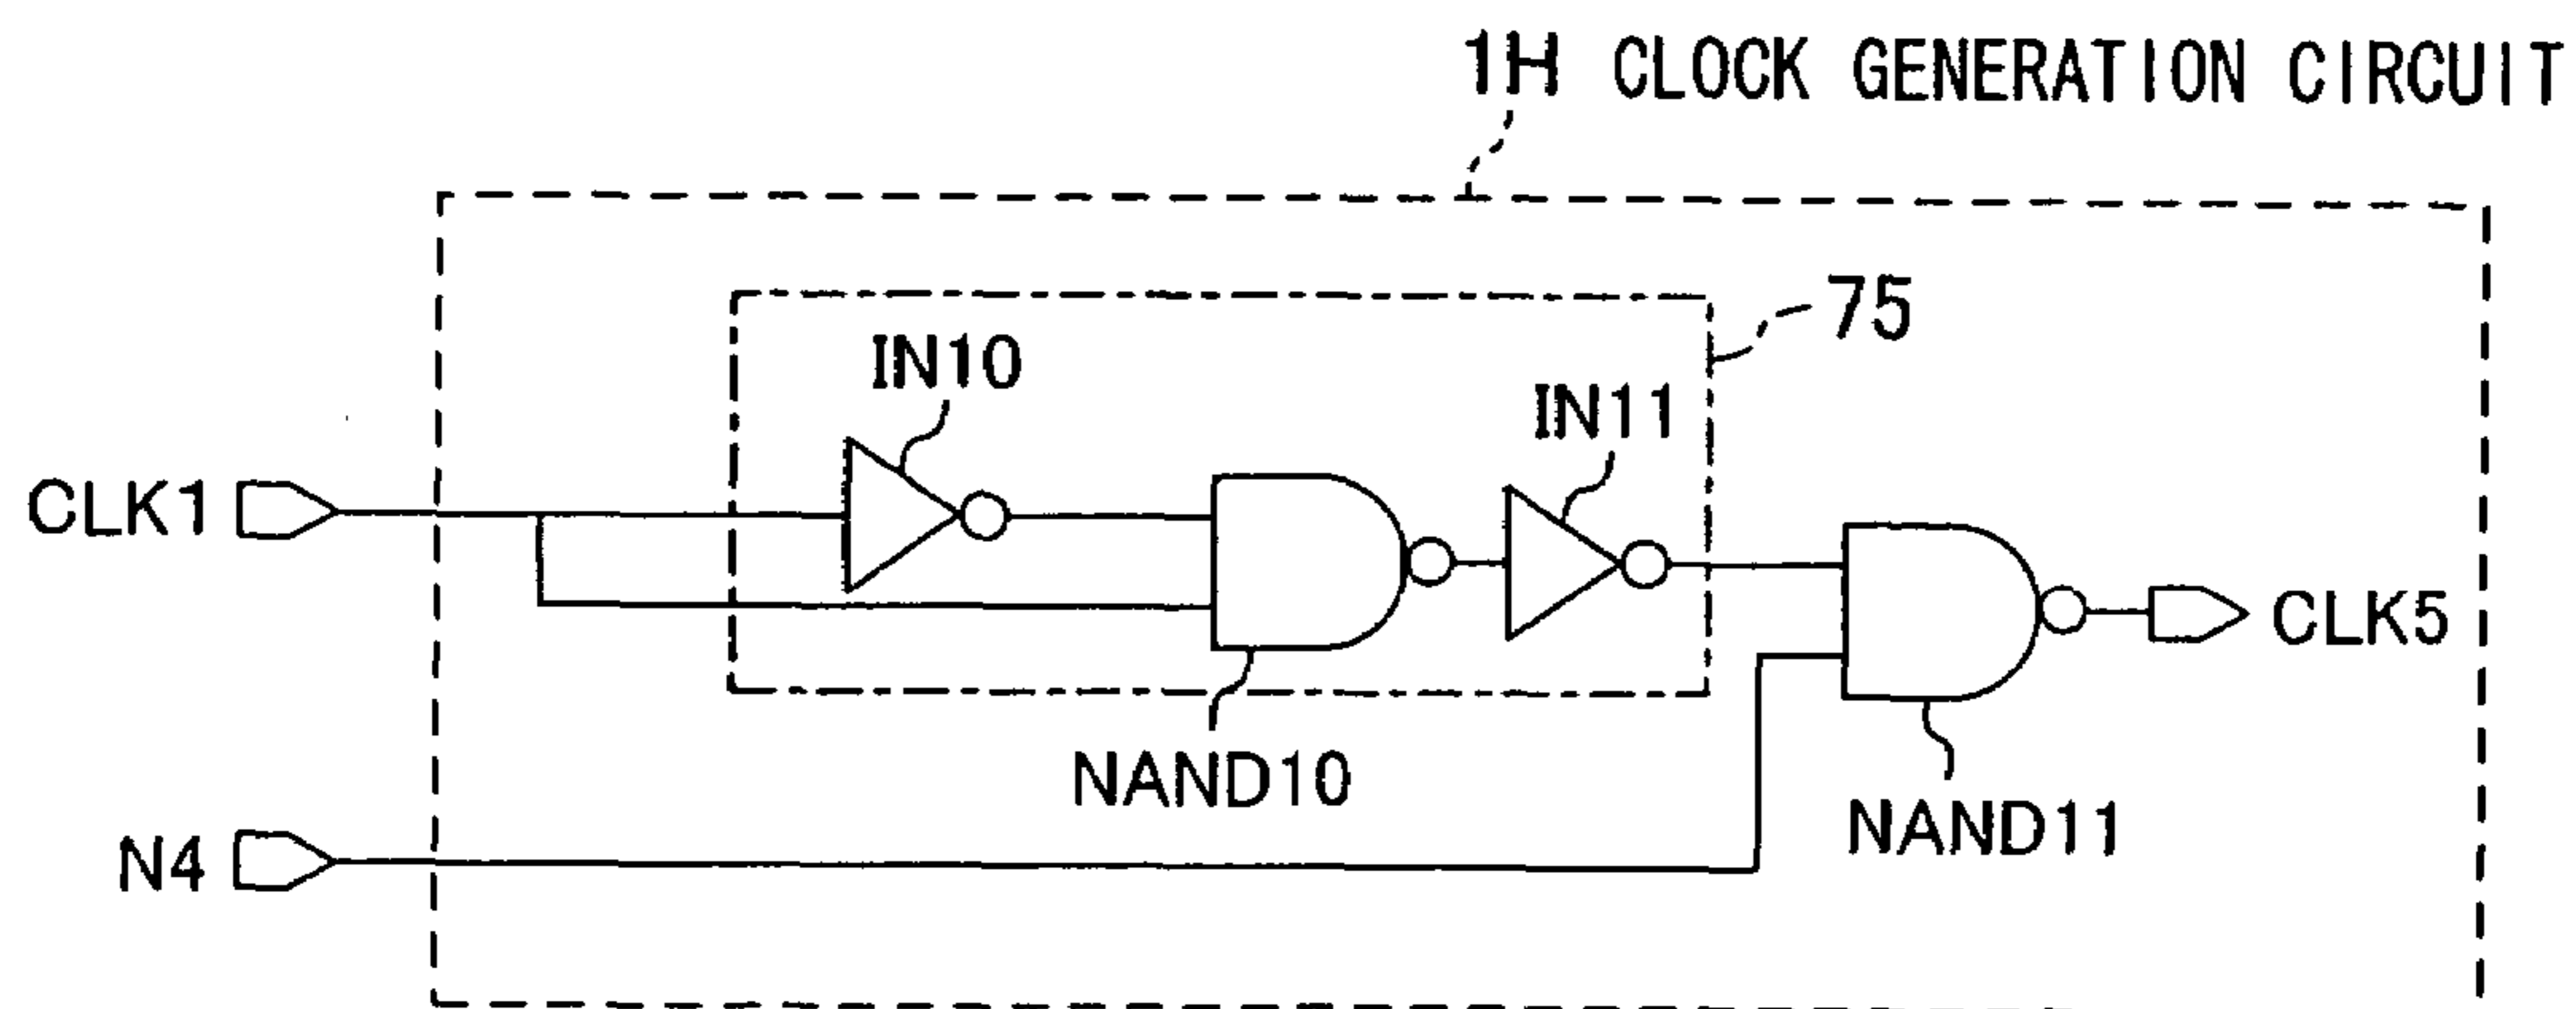 1H CLOCK GENERATION CIRCUIT
75
IN10
IN11
CLK1
CLK5
NAND10
NAND11
N4